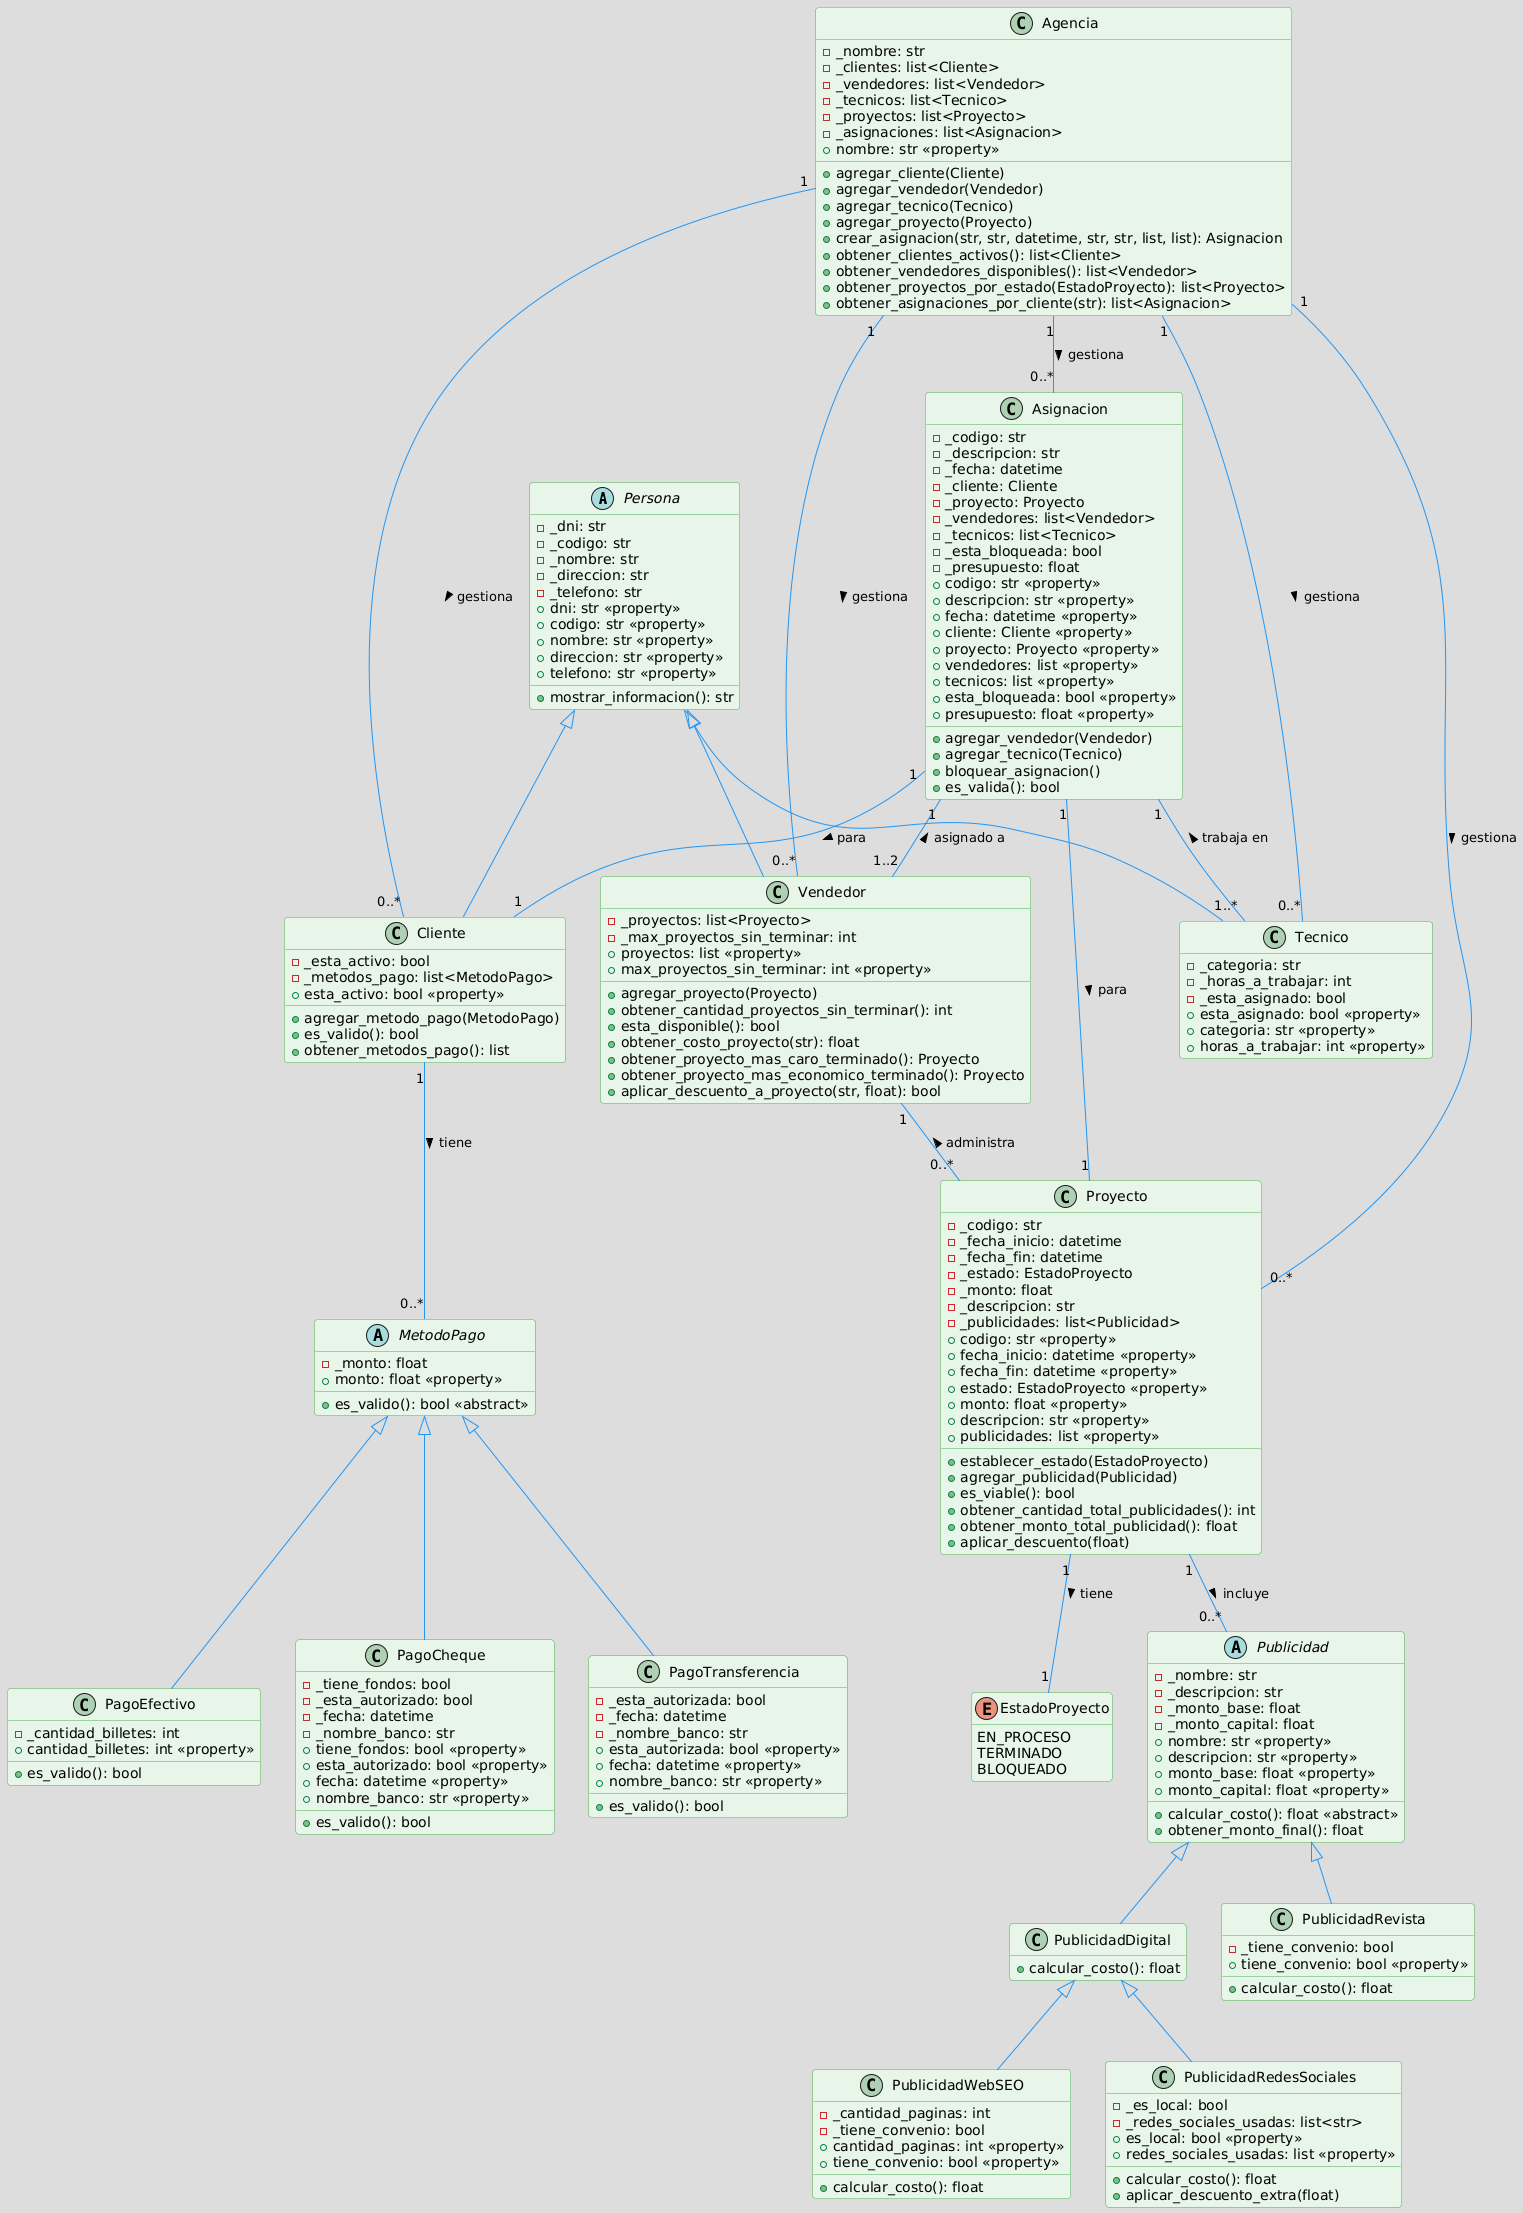 Agencia
_nombre: str
_clientes: list<Cliente>
_vendedores: list<Vendedor>
_tecnicos: list<Tecnico>
_proyectos: list<Proyecto>
_asignaciones: list<Asignacion>
nombre: str «property»
agregar_cliente(Cliente)
agregar_vendedor(Vendedor)
agregar_tecnico(Tecnico)
agregar_proyecto(Proyecto)
crear_asignacion(str, str, datetime, str, str, list, list): Asignacion
obtener_clientes_activos(): list<Cliente>
obtener_vendedores_disponibles(): list<Vendedor>
obtener_proyectos_por_estado(EstadoProyecto): list<Proyecto>
obtener_asignaciones_por_cliente(str): list<Asignacion>
1
1
1
1
1
gestiona
0..*
Asignacion
_codigo: str
_descripcion: str
_fecha: datetime
_cliente: Cliente
_proyecto: Proyecto
_vendedores: list<Vendedor>
_tecnicos: list<Tecnico>
_esta_bloqueada: bool
_presupuesto: float
codigo: str «property»
descripcion: str «property»
fecha: datetime «property»
cliente: Cliente «property»
proyecto: Proyecto «property»
vendedores: list «property»
tecnicos: list «property»
esta_bloqueada: bool «property»
presupuesto: float «property»
agregar_vendedor(Vendedor)
agregar_tecnico(Tecnico)
bloquear_asignacion()
es_valida(): bool
Persona
_dni: str
_codigo: str
_nombre: str
_direccion: str
_telefono: str
dni: str «property»
codigo: str «property»
nombre: str «property»
direccion: str «property»
telefono: str «property»
mostrar_informacion(): str
gestiona
gestiona
gestiona
gestiona
1
1
1
1
para
asignado a
trabaja en
0..*
1..2
0..*
1
1..*
0..*
Cliente
_esta_activo: bool
_metodos_pago: list<MetodoPago>
esta_activo: bool «property»
agregar_metodo_pago(MetodoPago)
es_valido(): bool
obtener_metodos_pago(): list
Vendedor
_proyectos: list<Proyecto>
_max_proyectos_sin_terminar: int
proyectos: list «property»
max_proyectos_sin_terminar: int «property»
agregar_proyecto(Proyecto)
obtener_cantidad_proyectos_sin_terminar(): int
esta_disponible(): bool
obtener_costo_proyecto(str): float
obtener_proyecto_mas_caro_terminado(): Proyecto
obtener_proyecto_mas_economico_terminado(): Proyecto
aplicar_descuento_a_proyecto(str, float): bool
para
Tecnico
_categoria: str
_horas_a_trabajar: int
_esta_asignado: bool
esta_asignado: bool «property»
categoria: str «property»
horas_a_trabajar: int «property»
1
tiene
0..*
1
administra
0..*
1
0..*
Proyecto
_codigo: str
_fecha_inicio: datetime
_fecha_fin: datetime
_estado: EstadoProyecto
_monto: float
_descripcion: str
_publicidades: list<Publicidad>
codigo: str «property»
fecha_inicio: datetime «property»
fecha_fin: datetime «property»
estado: EstadoProyecto «property»
monto: float «property»
descripcion: str «property»
publicidades: list «property»
establecer_estado(EstadoProyecto)
agregar_publicidad(Publicidad)
es_viable(): bool
obtener_cantidad_total_publicidades(): int
obtener_monto_total_publicidad(): float
aplicar_descuento(float)
MetodoPago
_monto: float
monto: float «property»
es_valido(): bool «abstract»
PagoEfectivo
_cantidad_billetes: int
cantidad_billetes: int «property»
es_valido(): bool
PagoCheque
_tiene_fondos: bool
_esta_autorizado: bool
_fecha: datetime
_nombre_banco: str
tiene_fondos: bool «property»
esta_autorizado: bool «property»
fecha: datetime «property»
nombre_banco: str «property»
es_valido(): bool
PagoTransferencia
_esta_autorizada: bool
_fecha: datetime
_nombre_banco: str
esta_autorizada: bool «property»
fecha: datetime «property»
nombre_banco: str «property»
es_valido(): bool
1
tiene
1
1
incluye
0..*
EstadoProyecto
EN_PROCESO
TERMINADO
BLOQUEADO
Publicidad
_nombre: str
_descripcion: str
_monto_base: float
_monto_capital: float
nombre: str «property»
descripcion: str «property»
monto_base: float «property»
monto_capital: float «property»
calcular_costo(): float «abstract»
obtener_monto_final(): float
PublicidadDigital
calcular_costo(): float
PublicidadRevista
_tiene_convenio: bool
tiene_convenio: bool «property»
calcular_costo(): float
PublicidadWebSEO
_cantidad_paginas: int
_tiene_convenio: bool
cantidad_paginas: int «property»
tiene_convenio: bool «property»
calcular_costo(): float
PublicidadRedesSociales
_es_local: bool
_redes_sociales_usadas: list<str>
es_local: bool «property»
redes_sociales_usadas: list «property»
calcular_costo(): float
aplicar_descuento_extra(float)